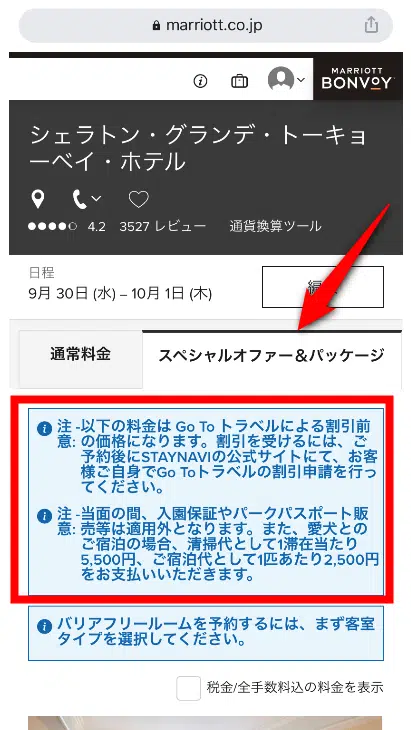 marriott.co.jp
MARRIOTT
BONVOY
シェラトン・グランデ・トーキョ
ーベイ・ホテル
4.2 3527 レビュー 通貨換算ツール
日程
9月 30日 (水) – 10月 1日 (木)
通常料金 スペシャルオファー＆パッケージ
注 -以下の料金は Go To トラベルによる割引前
意: の価格になります。割引を受けるには、ご
予約後にSTAYNAVIの公式サイトにて、お客
様ご自身でGo Toトラベルの割引申請を行っ
てください。
注 -当面の間、入園保証やパークパスポート販
意: 売等は適用外となります。また、愛犬との
ご宿泊の場合、清掃代として1滞在当たり
5,500円、ご宿泊代として1匹あたり2,500円
をお支払いいただきます。
バリアフリールームを予約するには、まず客室
タイプを選択してください。
税金/全手数料込の料金を表示